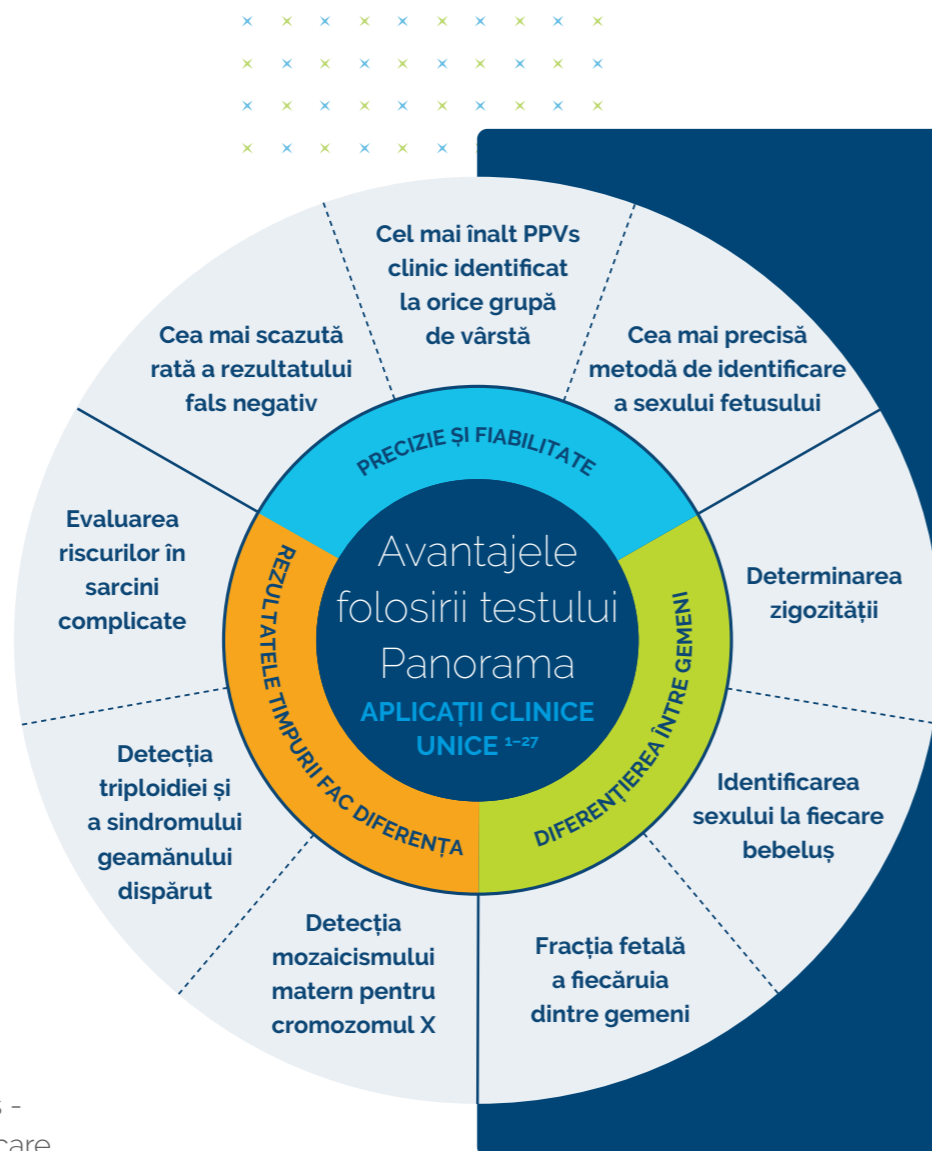 Cel mai înalt PPVs
clinic identificat
la orice grupă
de vârstă
Cea mai scazută
rată a rezultatului
fals negativ
Cea mai precisă
metodă de identificare
a sexului fetusului
PRECIZIE ȘI FIABILITATE
Evaluarea
riscurilor în
sarcini
complicate
REZULTATELE TIMPURII FAC DIFERENȚA
Avantajele
folosirii testului
Panorama
APLICAȚII CLINICE
UNICE 1–27
DIFERENȚIEREA ÎNTRE GEMENI
Determinarea
zigozității
Detecția
triploidiei și
a sindromului
geamănului
dispărut
Identificarea
sexului la fiecare
bebeluș
Detecția
mozaicismului
matern pentru
cromozomul X
Fracția fetală
a fiecăruia
dintre gemeni